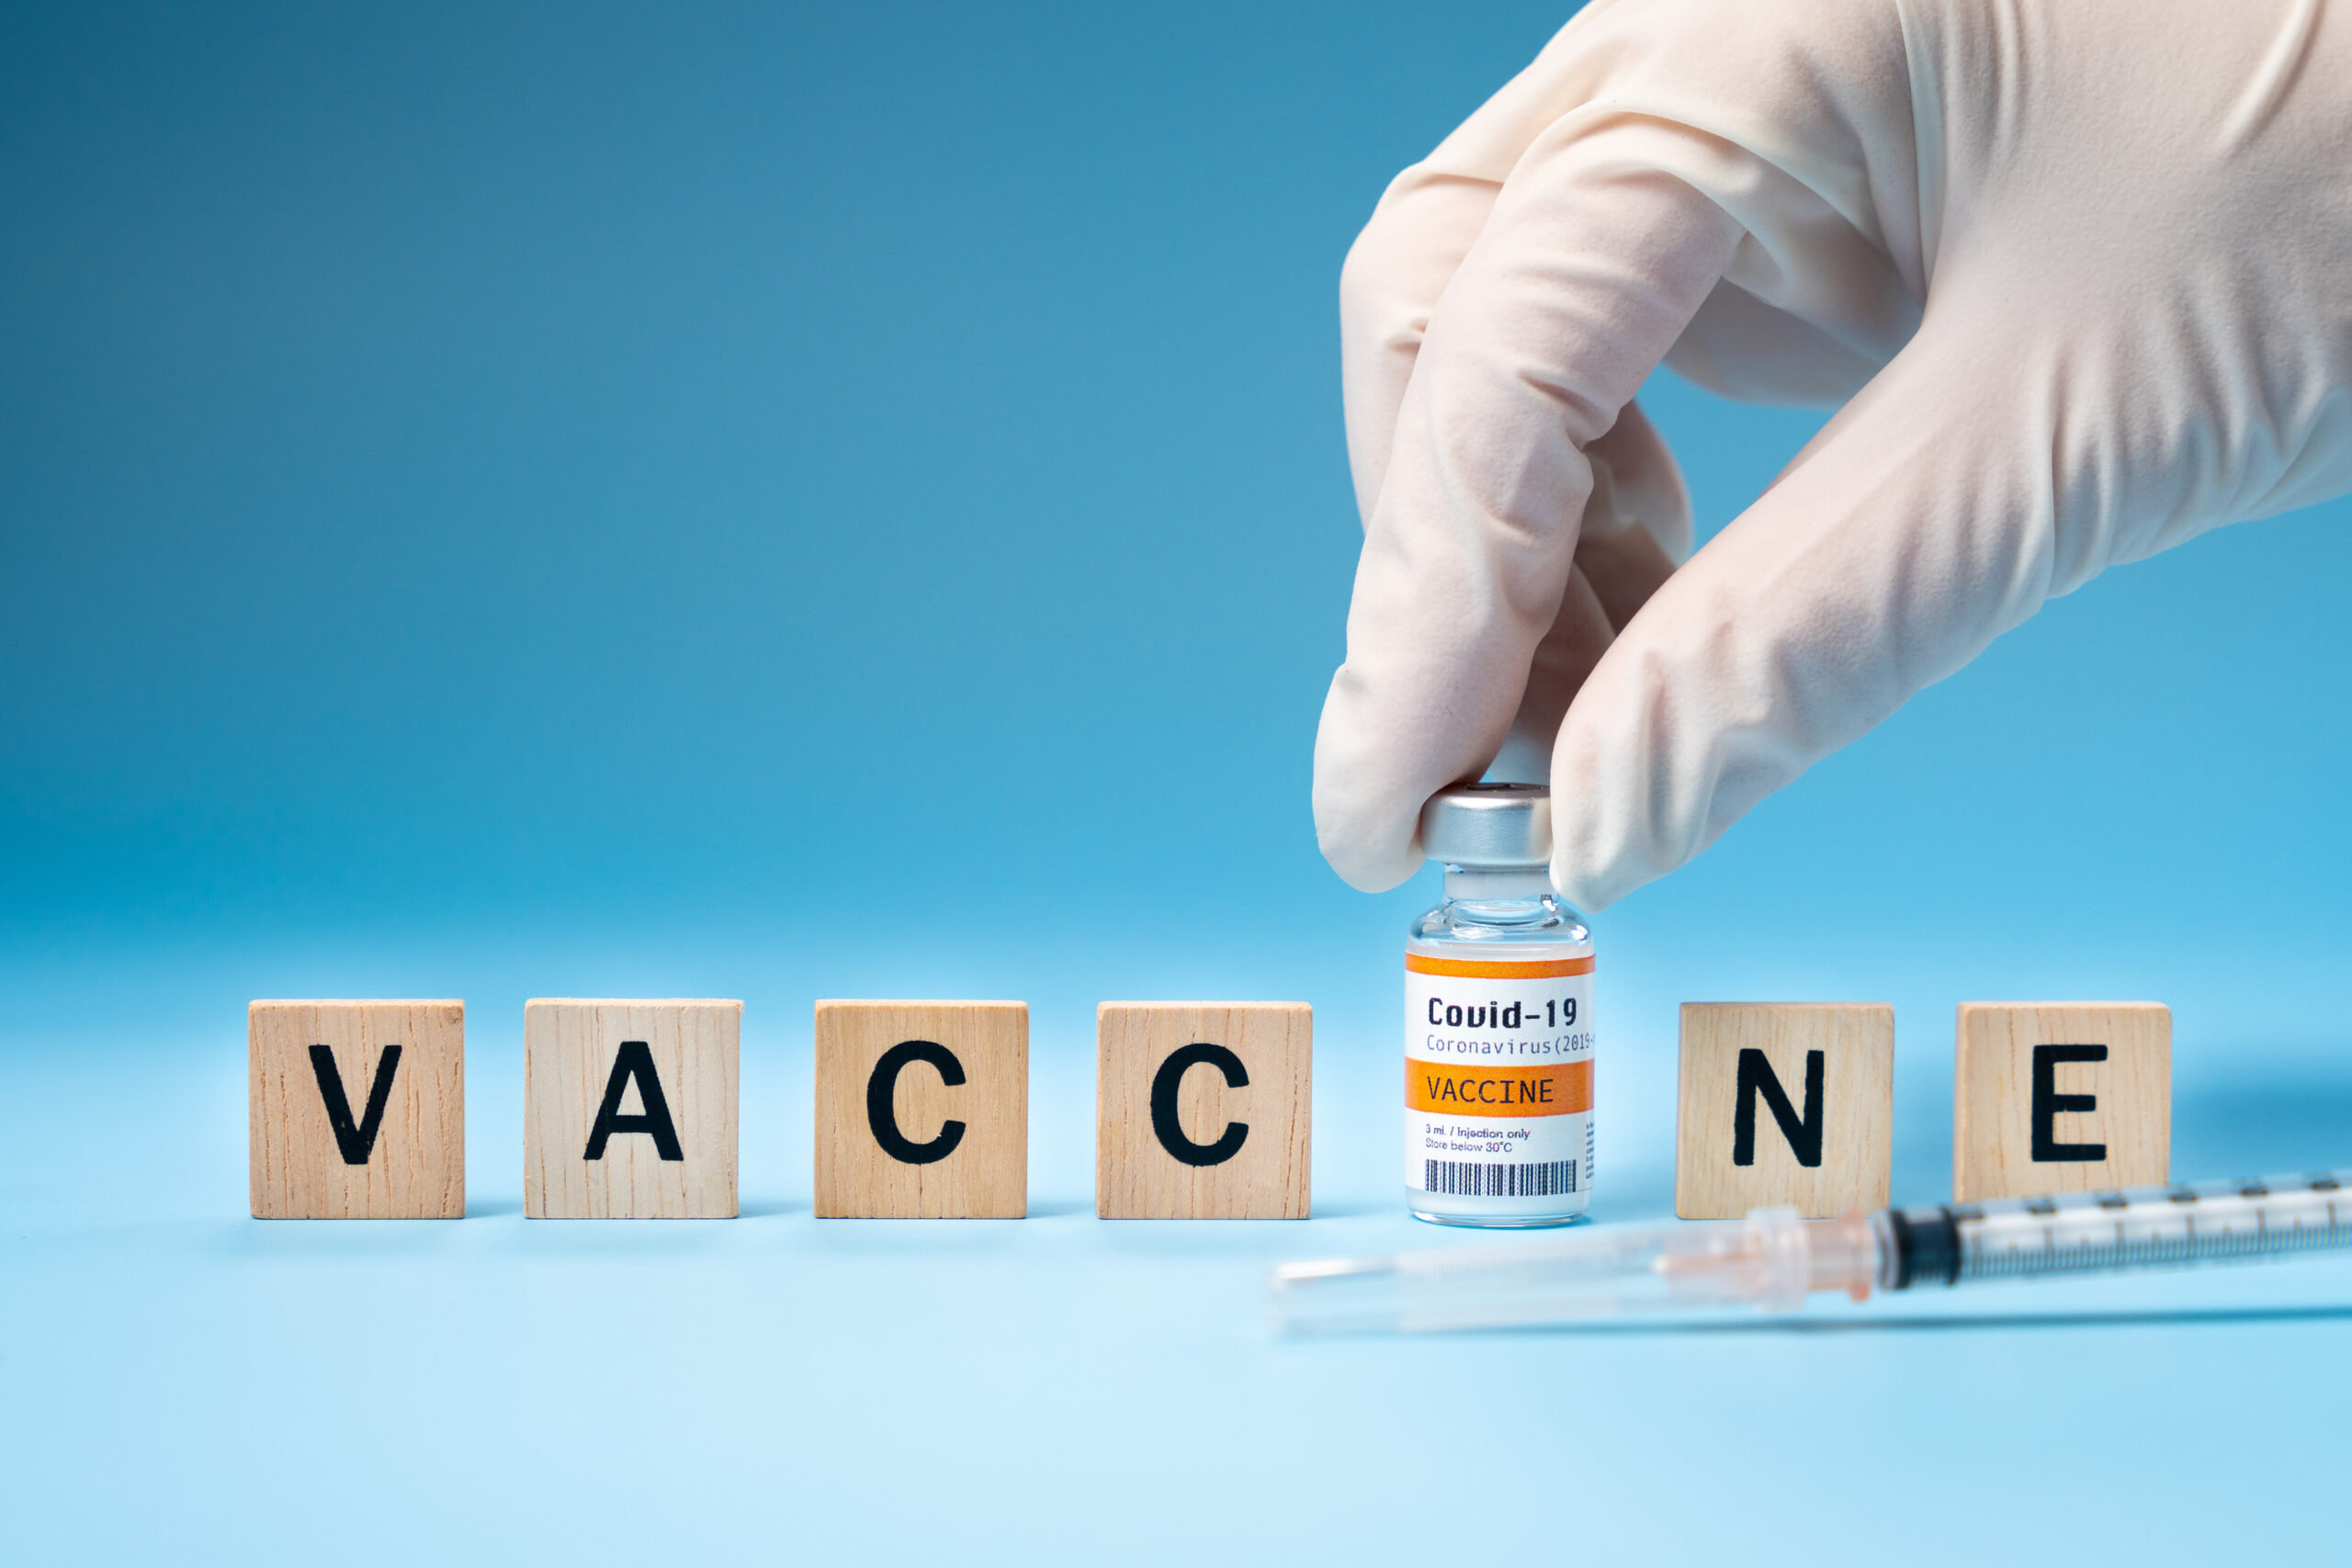 V A C C N E
Covid-19
Coronavirus(2019-
VACCINE
3 ml. / Injection only
Store below 30°C